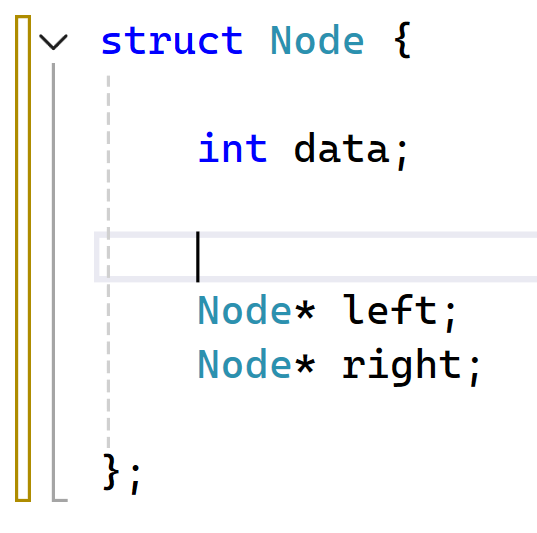 struct Node {
int data;
Node* left;
Node* right;
};